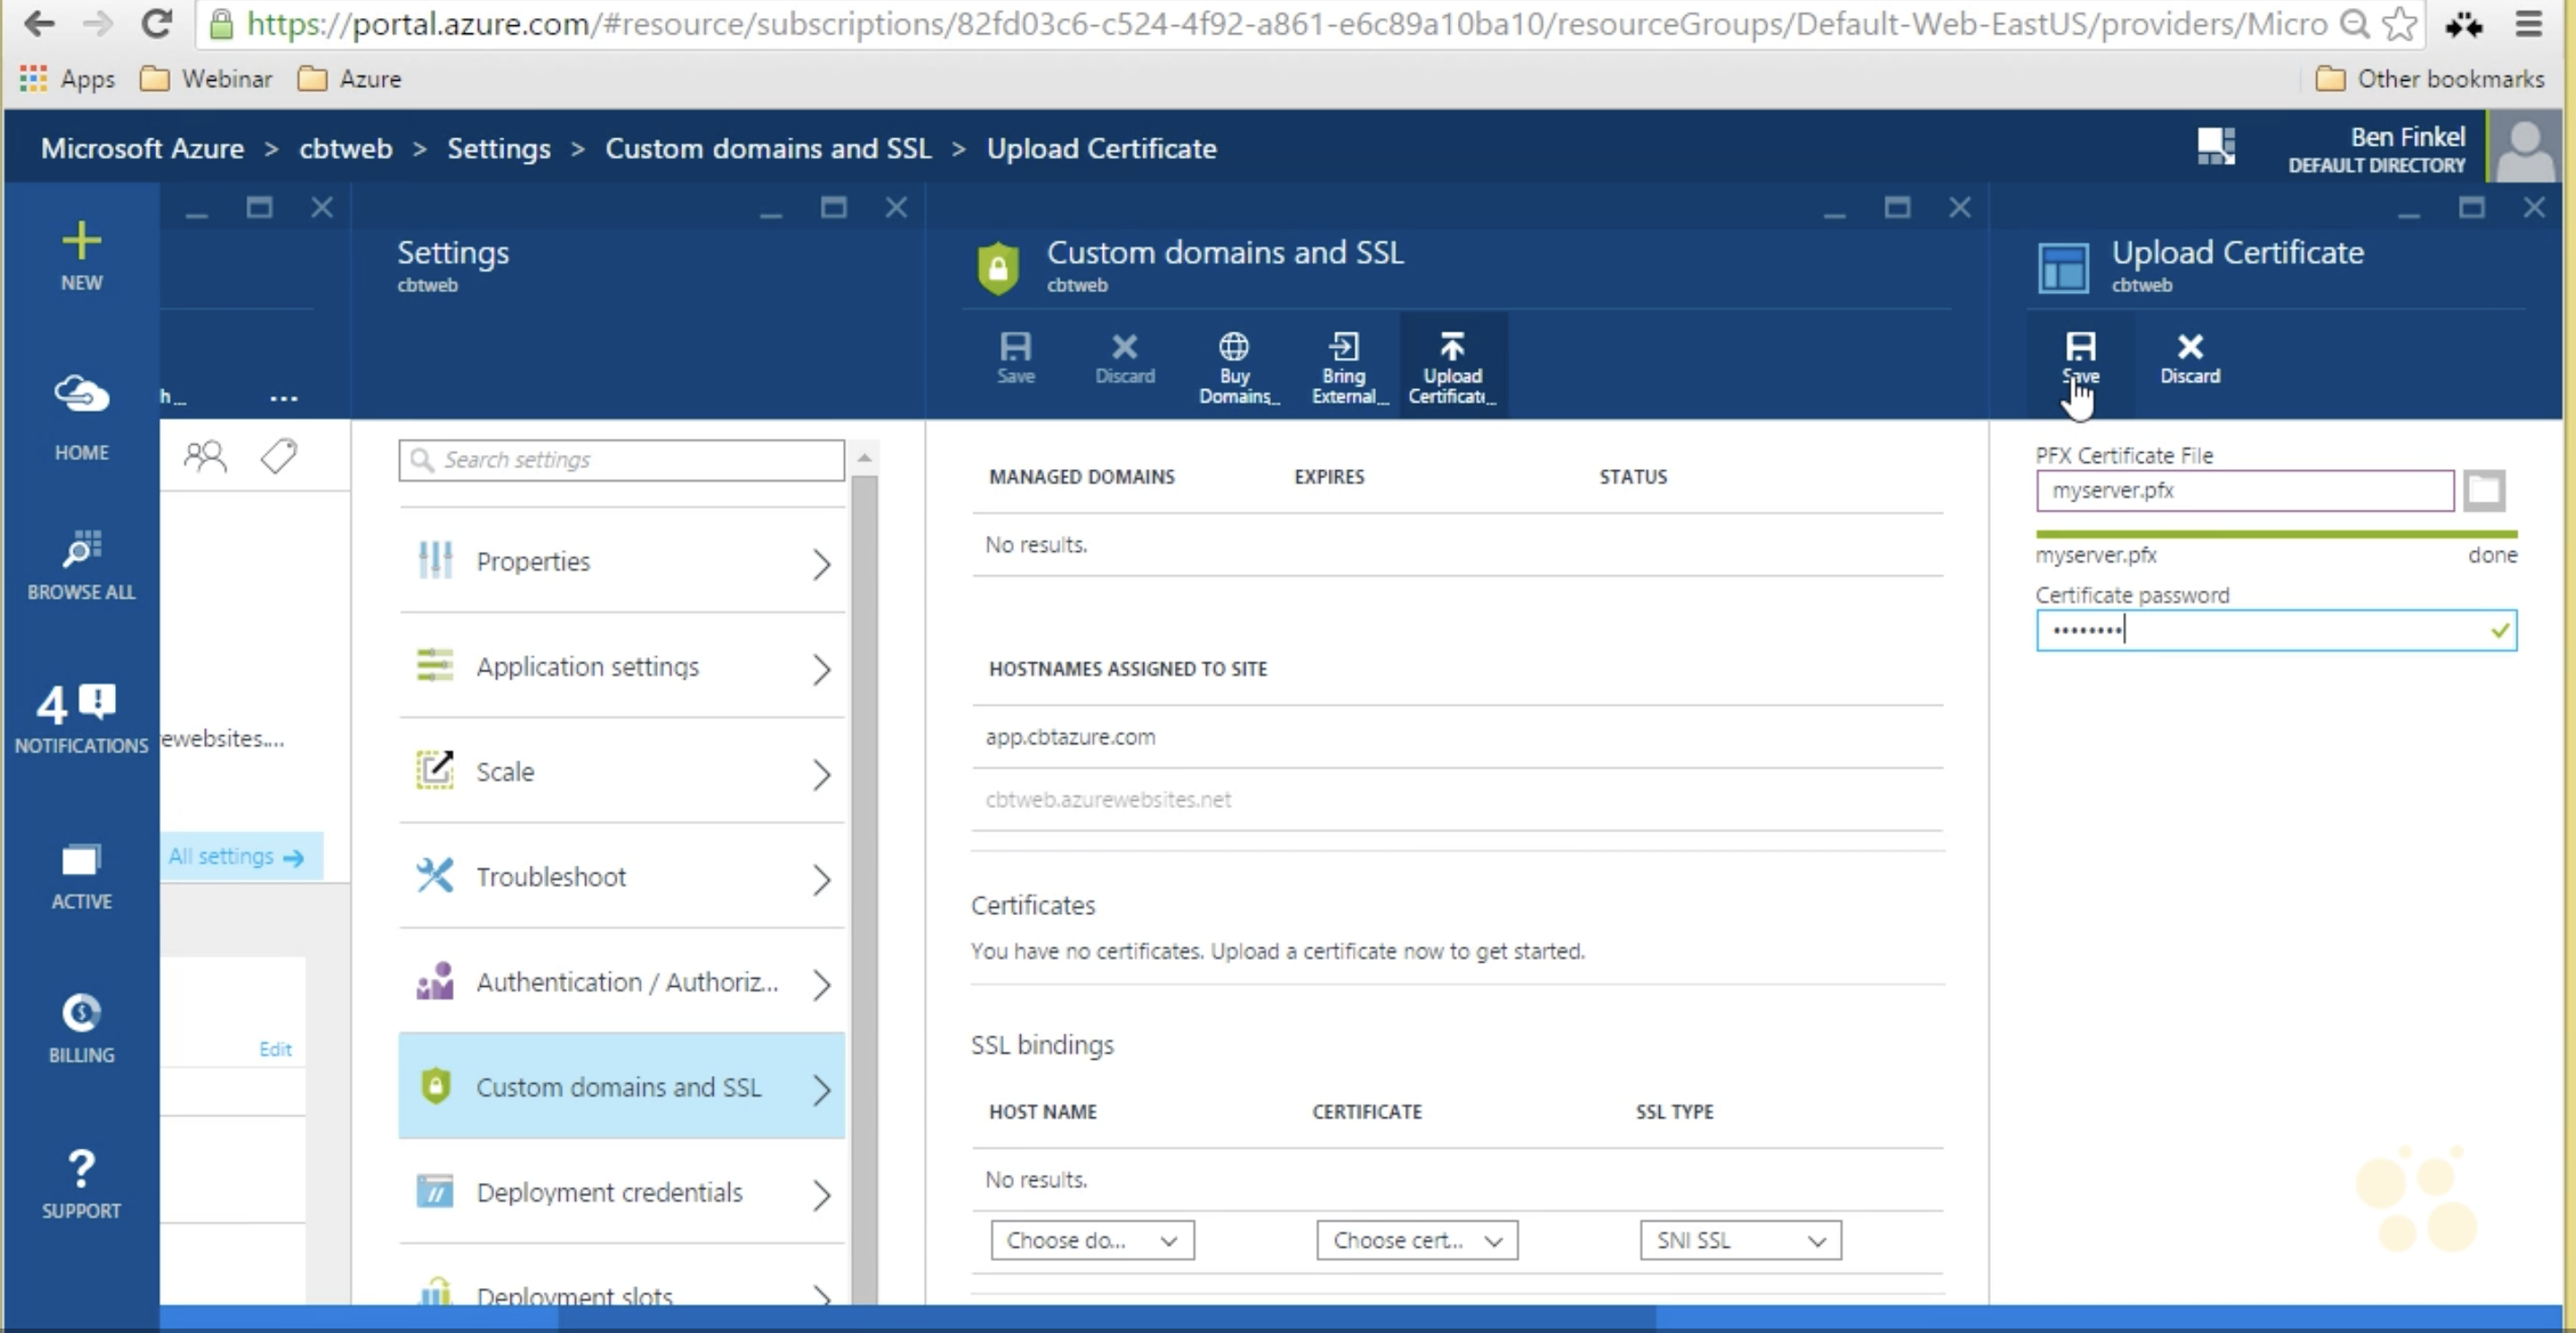 https://portal.azure.com/#resource/subscriptions/82fd03c6-c524-4f92-a861-e6c89a10ba10/resourceGroups/Default-Web-EastUS/providers/Micro
Apps Webinar Azure Other bookmarks
Microsoft Azure > cbtweb > Settings > Custom domains and SSL > Upload Certificate
Ben Finkel
DEFAULT DIRECTORY
NEW
HOME
BROWSE ALL
4
NOTIFICATIONS
ACTIVE
BILLING
SUPPORT
h_ ...
ewebsites....
All settings
Edit
Settings
cbtweb
Search settings
Properties
Application settings
Scale
Troubleshoot
Authentication / Authoriz...
Custom domains and SSL
Deployment credentials
Deployment slots
Custom domains and SSL
cbtweb
Save
Discard
Buy
Domains_
Bring
External_
Upload
Certificate_
MANAGED DOMAINS EXPIRES STATUS
No results.
HOSTNAMES ASSIGNED TO SITE
app.cbtazure.com
cbtweb.azurewebsites.net
Certificates
You have no certificates. Upload a certificate now to get started.
SSL bindings
HOST NAME CERTIFICATE SSL TYPE
No results.
Choose do... Choose cert... SNI SSL
Upload Certificate
cbtweb
Save
Discard
PFX Certificate File
myserver.pfx
myserver.pfx done
Certificate password
••••••••